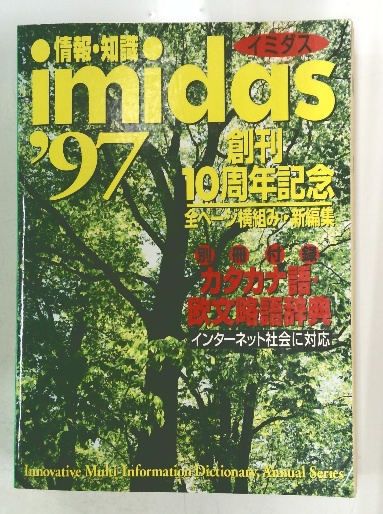 情報・知識
イミダス
imidas
'97
創刊
10周年記念
全ページ横組み・新編集
別冊付録
カタカナ語・
欧文略語辞典
インターネット社会に対応
Innovative Multi-Information Dictionary, Annual Series